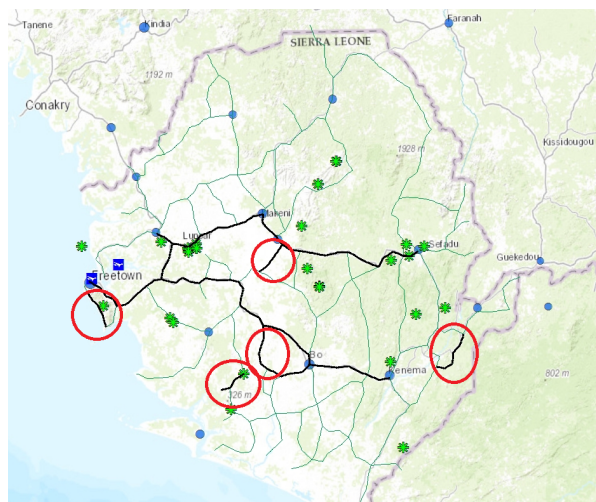 Tanene
Kindia
Faranah
SIERRA LEONE
1192 m
Conakry
1928 m
Kissidougou
Makeni
Lunsar
Sefadu
Guekedou
Freetown
Bo
Kenema
802 m
326 m